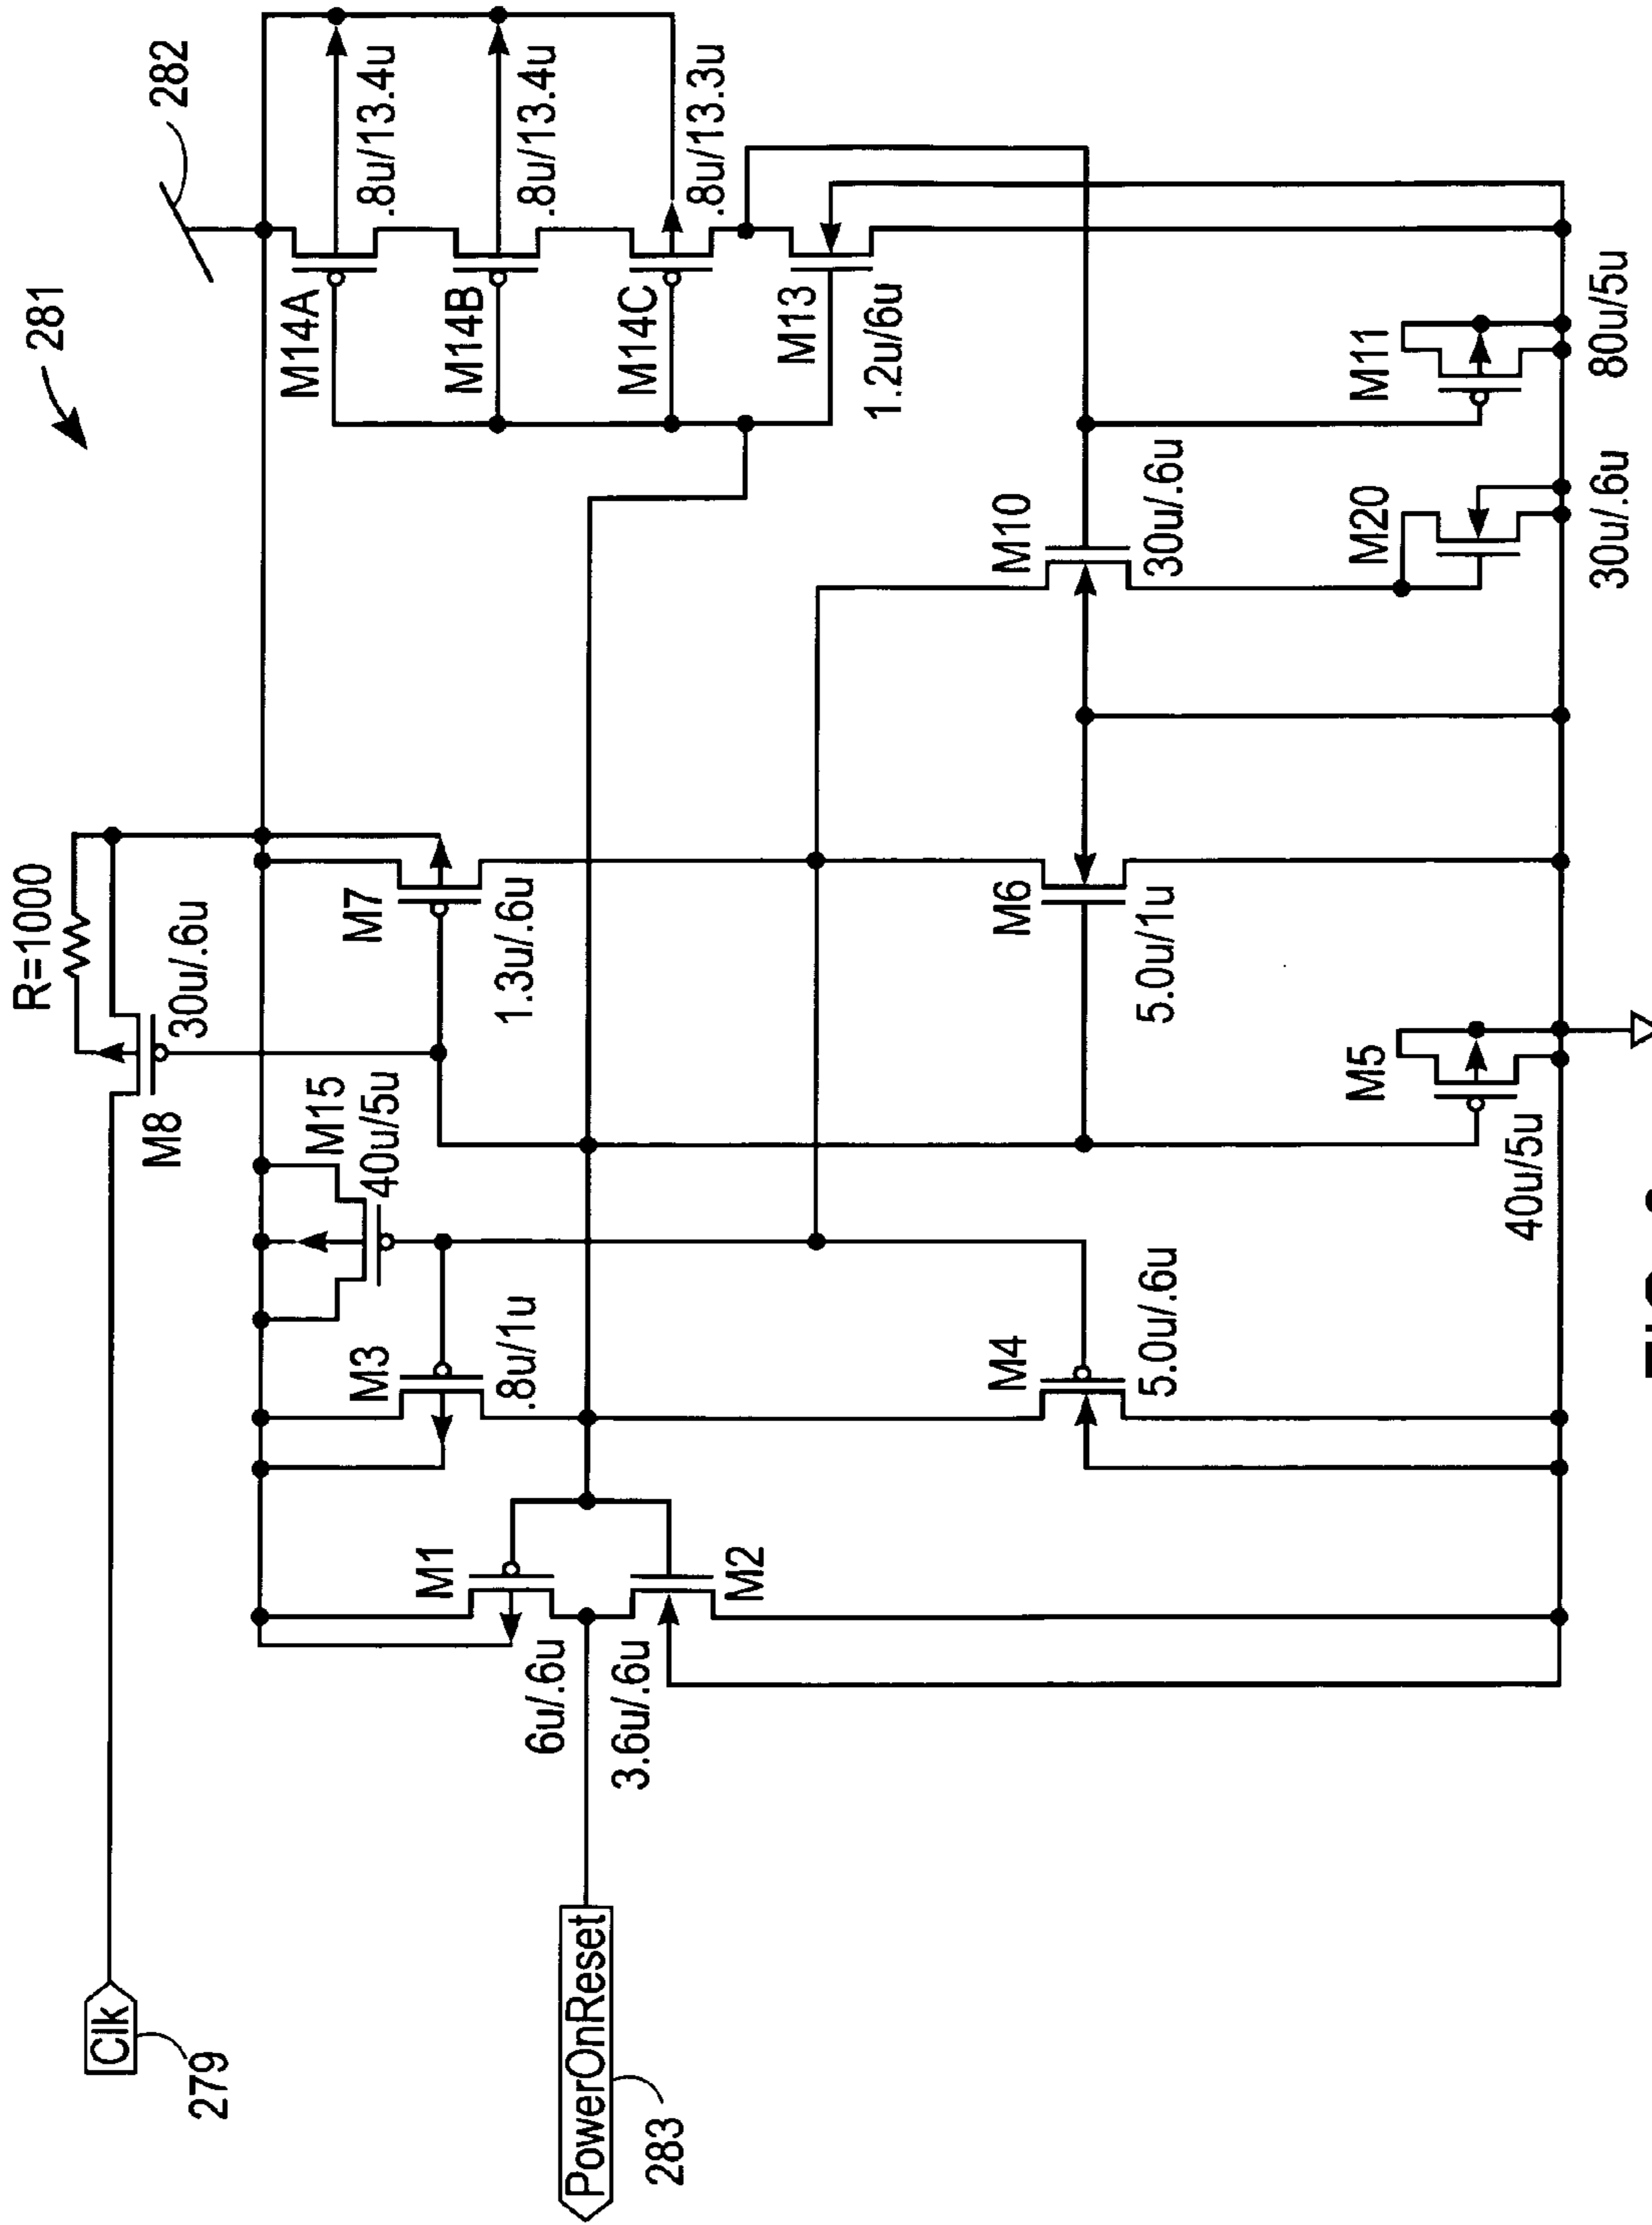 281
282
R=1000
M8
30u/.6u
Clk
279
M14A
.8u/13.4u
M14B
.8u/13.4u
M14C
.8u/13.3u
M13
1.2u/6u
M7
1.3u/.6u
M15
40u/5u
M3
.8u/1u
M1
6u/.6u
M2
3.6u/.6u
PowerOnReset
283
M10
30u/.6u
M6
5.0u/1u
M4
5.0u/.6u
M11
80u/5u
M20
30u/.6u
M5
40u/5u